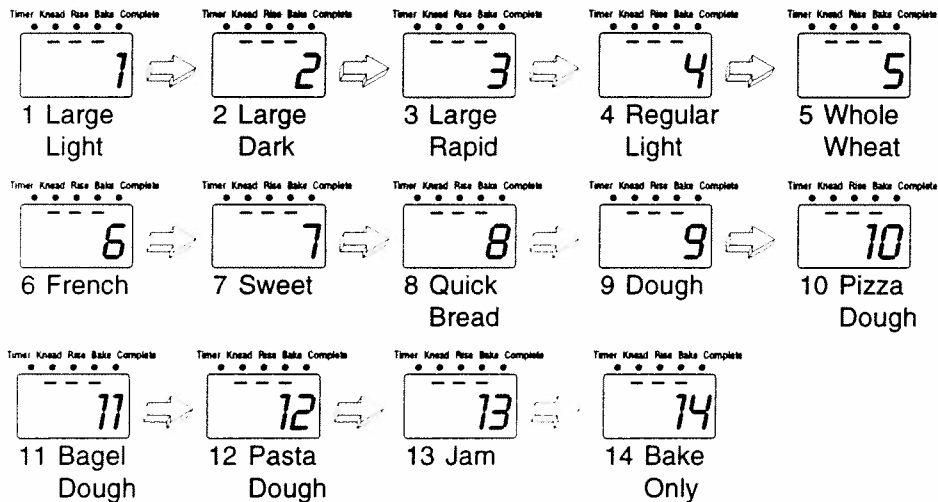 Timer Knead Rise Bake Complete Timer Knead Rise Bake Complete Timer Knead Rise Bake Complete Timer Knead Rise Bake Complete Timer Knead Rise Bake Complete
1 2 3 4 5
1 Large 2 Large 3 Large 4 Regular 5 Whole
Light Dark Rapid Light Wheat
Timer Knead Rise Bake Complete Timer Knead Rise Bake Complete Timer Knead Rise Bake Complete Timer Knead Rise Bake Complete Timer Knead Rise Bake Complete
6 7 8 9 10
6 French 7 Sweet 8 Quick 9 Dough 10 Pizza
Bread Dough
Timer Knead Rise Bake Complete Timer Knead Rise Bake Complete Timer Knead Rise Bake Complete Timer Knead Rise Bake Complete
11 12 13 14
11 Bagel 12 Pasta 13 Jam 14 Bake
Dough Dough Only